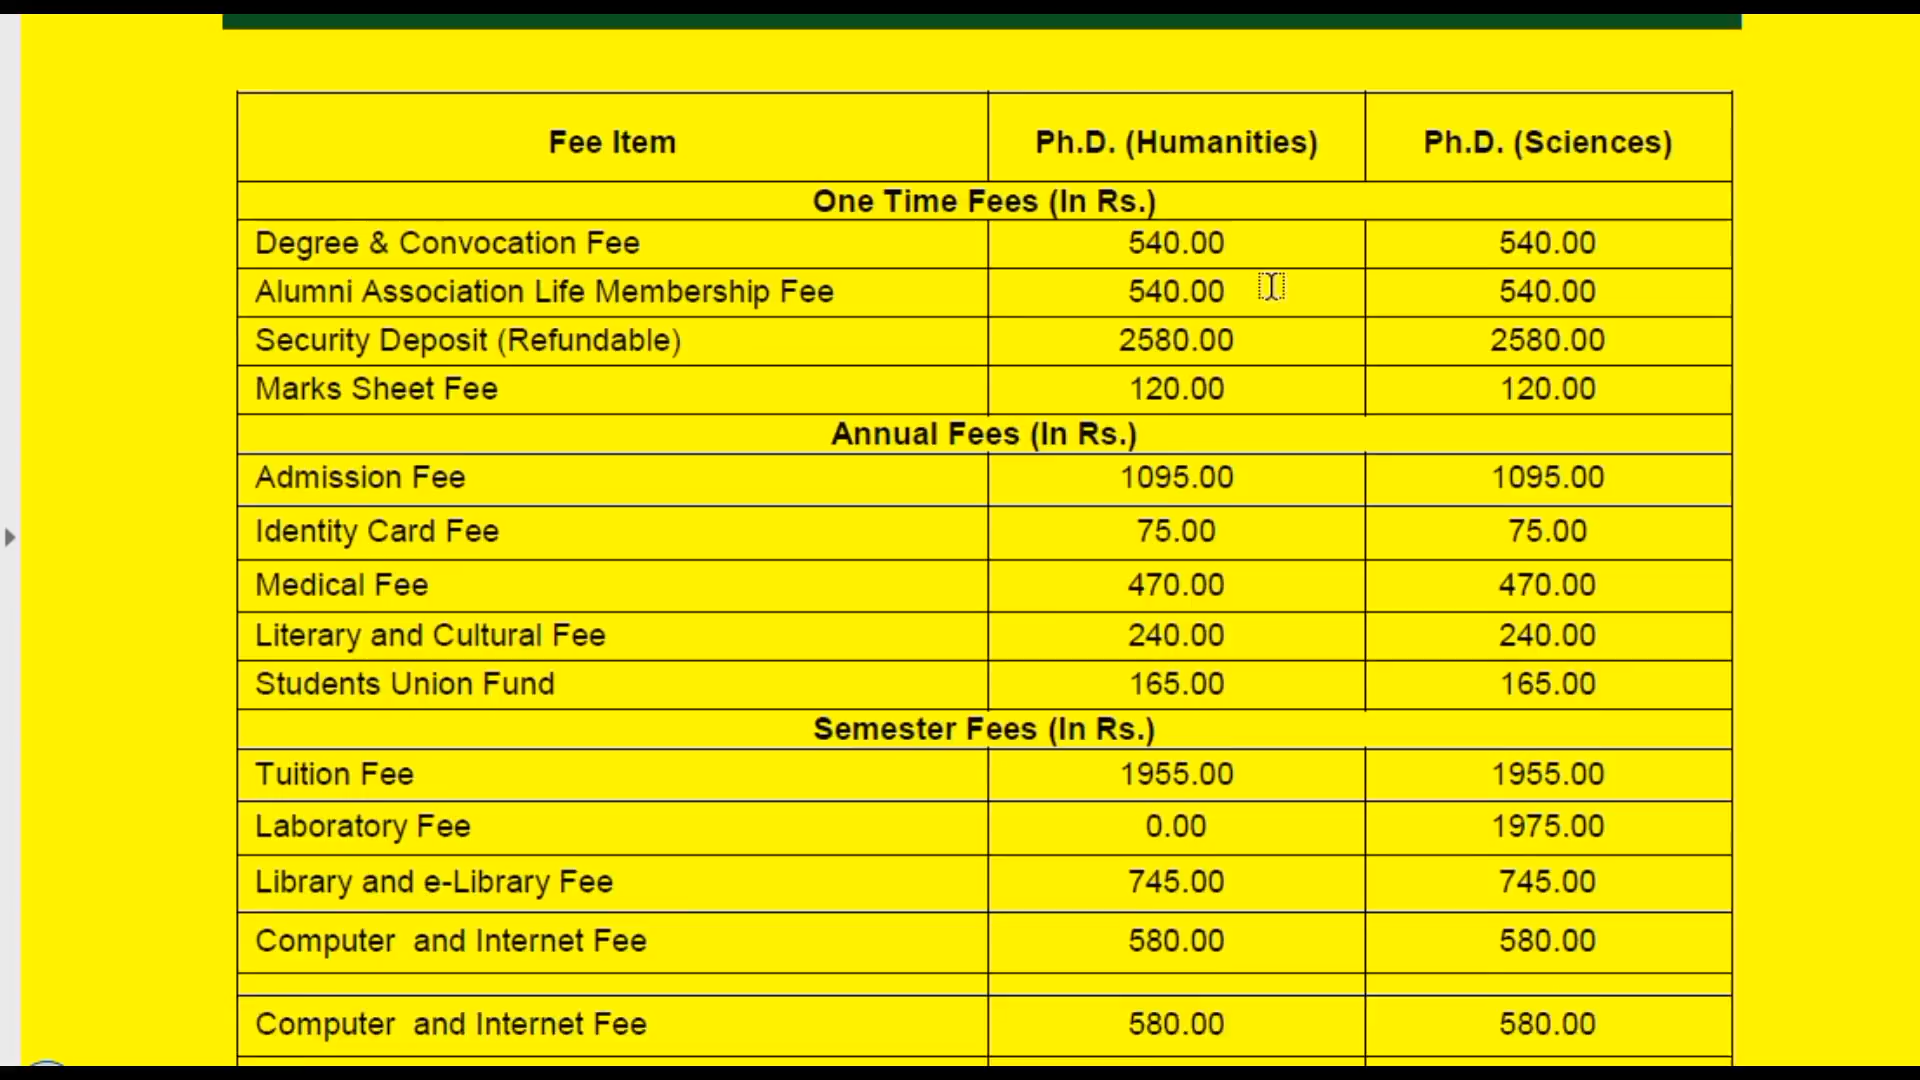 Fee Item Ph.D. (Humanities) Ph.D. (Sciences)
One Time Fees (In Rs.)
Degree & Convocation Fee 540.00 540.00
Alumni Association Life Membership Fee 540.00 540.00
Security Deposit (Refundable) 2580.00 2580.00
Marks Sheet Fee 120.00 120.00
Annual Fees (In Rs.)
Admission Fee 1095.00 1095.00
Identity Card Fee 75.00 75.00
Medical Fee 470.00 470.00
Literary and Cultural Fee 240.00 240.00
Students Union Fund 165.00 165.00
Semester Fees (In Rs.)
Tuition Fee 1955.00 1955.00
Laboratory Fee 0.00 1975.00
Library and e-Library Fee 745.00 745.00
Computer  and Internet Fee 580.00 580.00
Computer  and Internet Fee 580.00 580.00